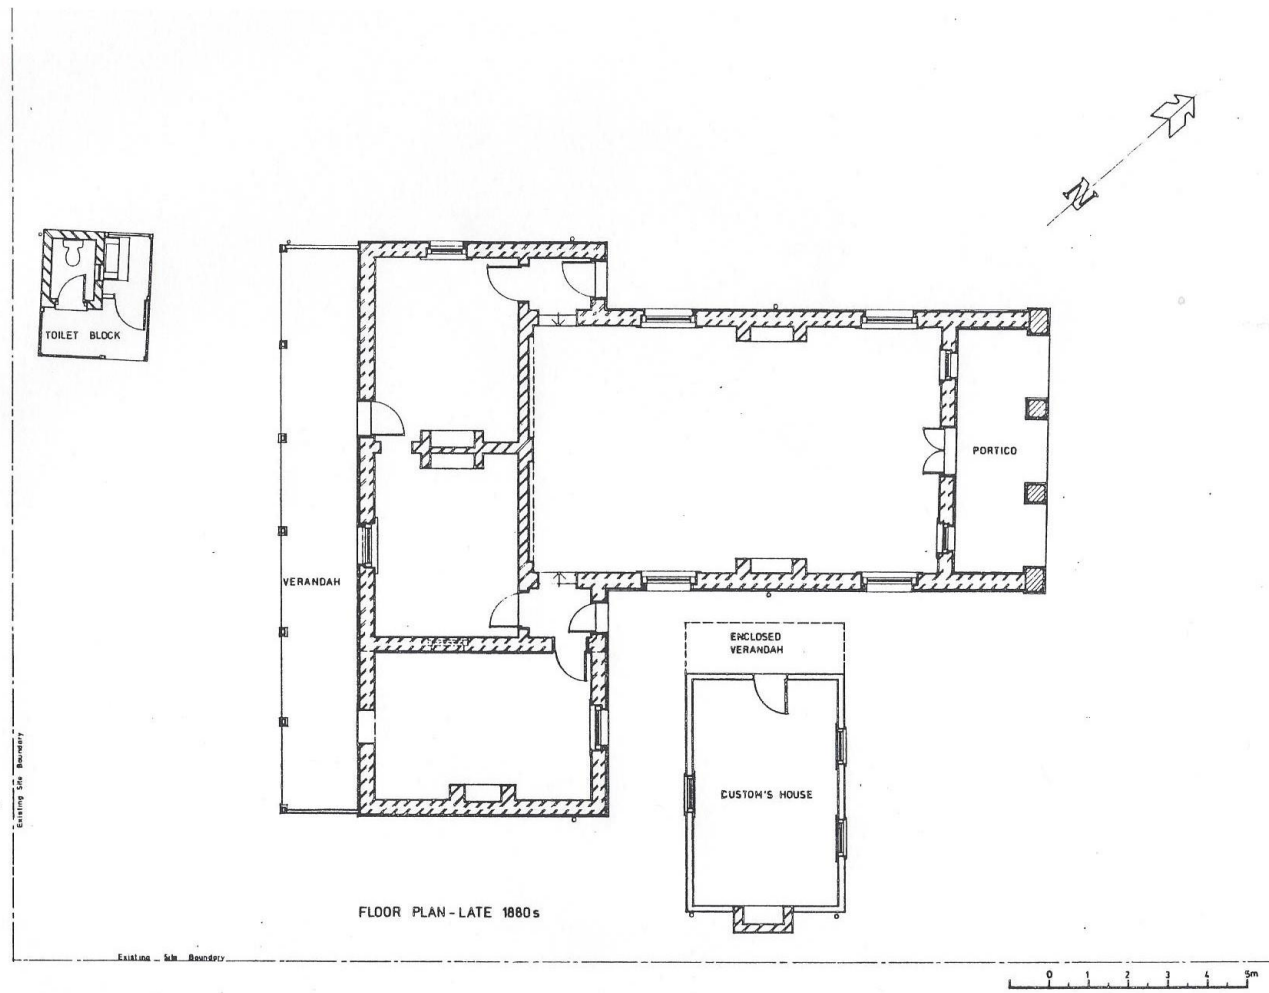 N
TOILET BLOCK
PORTICO
VERANDAH
ENCLOSED
VERANDAH
CUSTOM'S HOUSE
Existing Site Boundary
FLOOR PLAN - LATE 1880s
Existing Site Boundary
0 1 2 3 4 5m